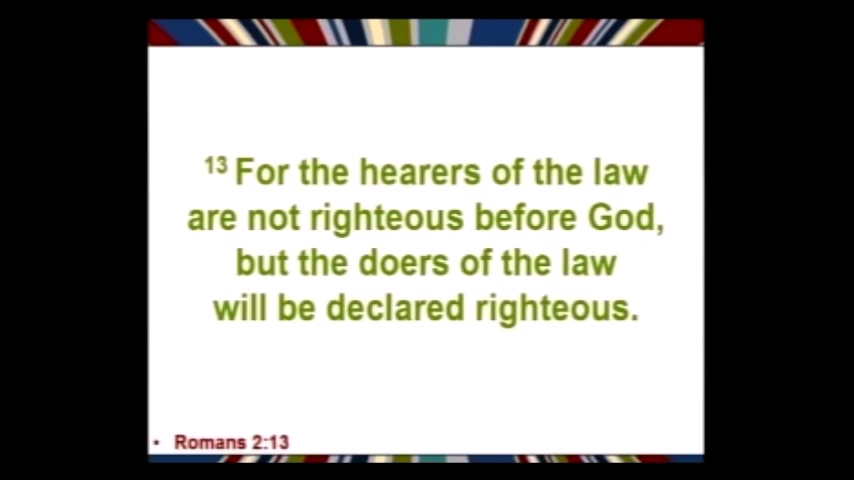 13 For the hearers of the law
are not righteous before God,
but the doers of the law
will be declared righteous.
• Romans 2:13